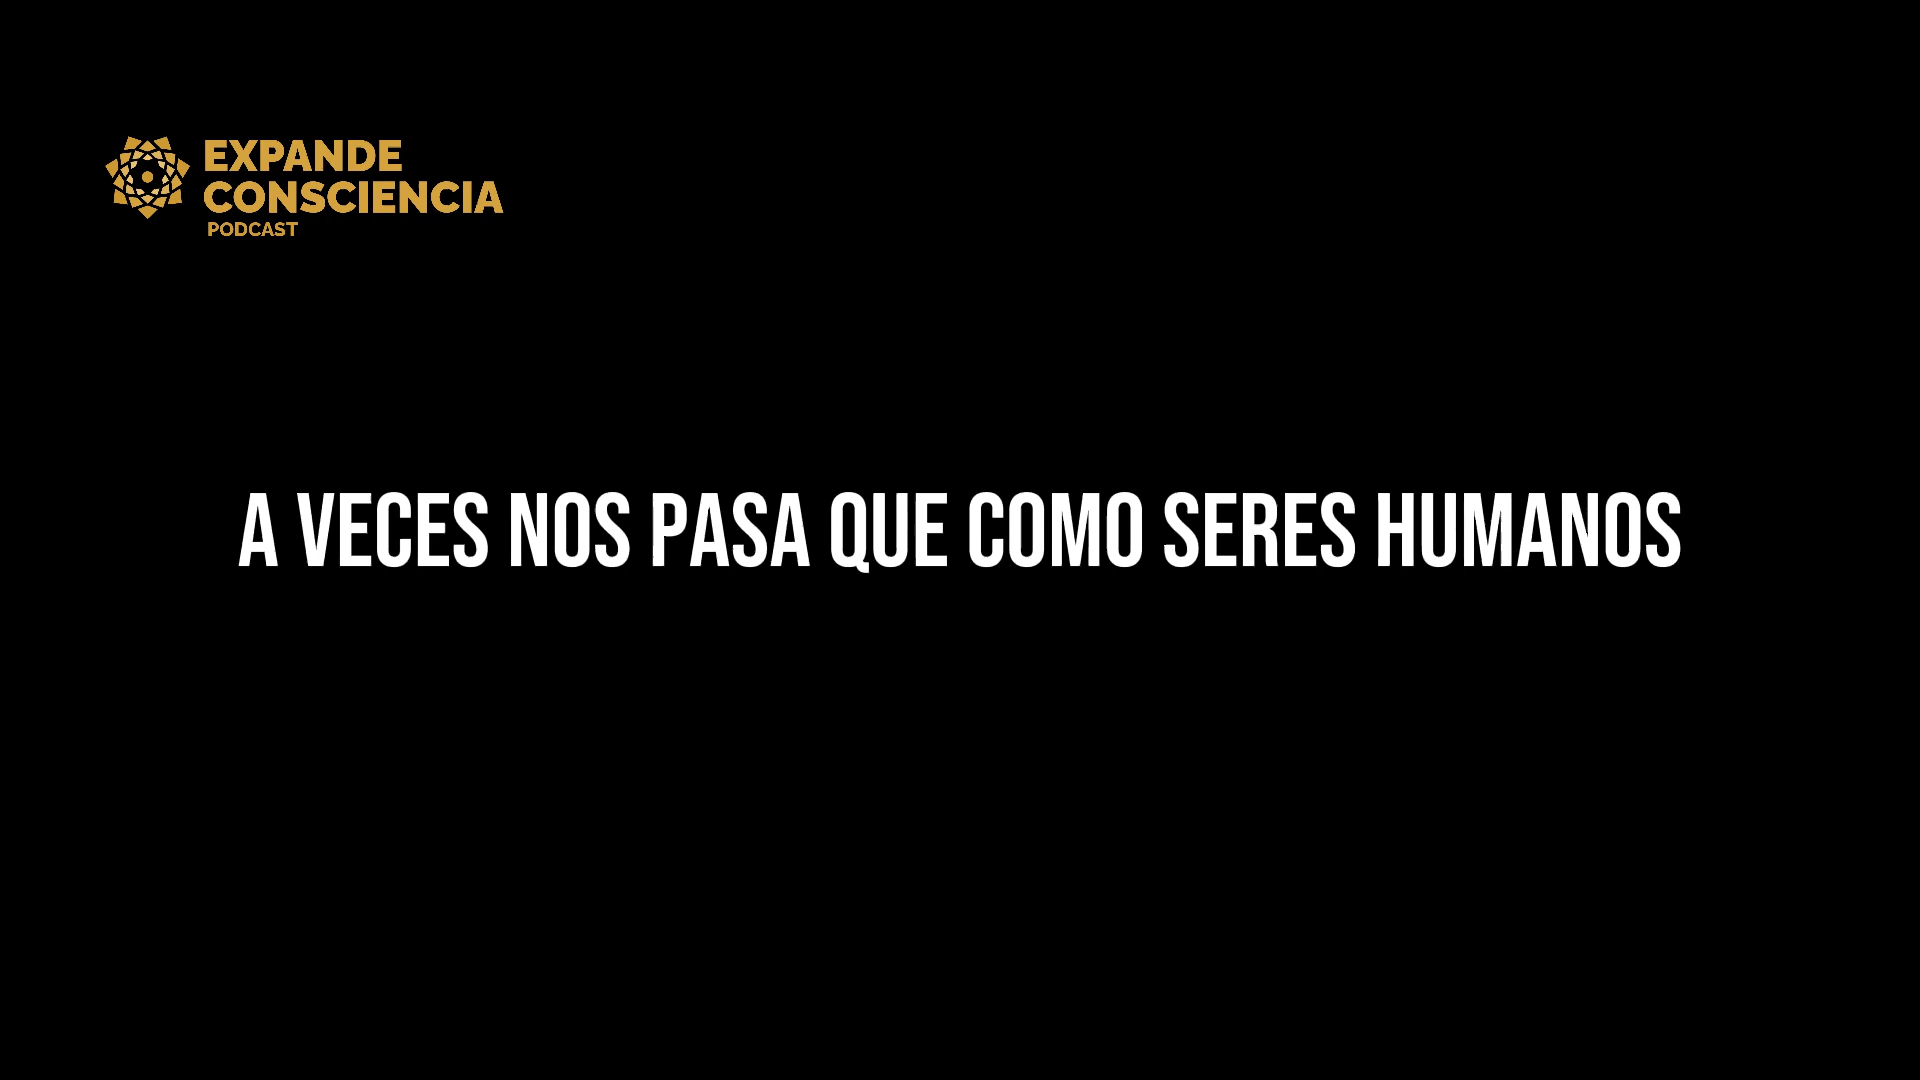 EXPANDE
CONSCIENCIA
PODCAST
A VECES NOS PASA QUE COMO SERES HUMANOS